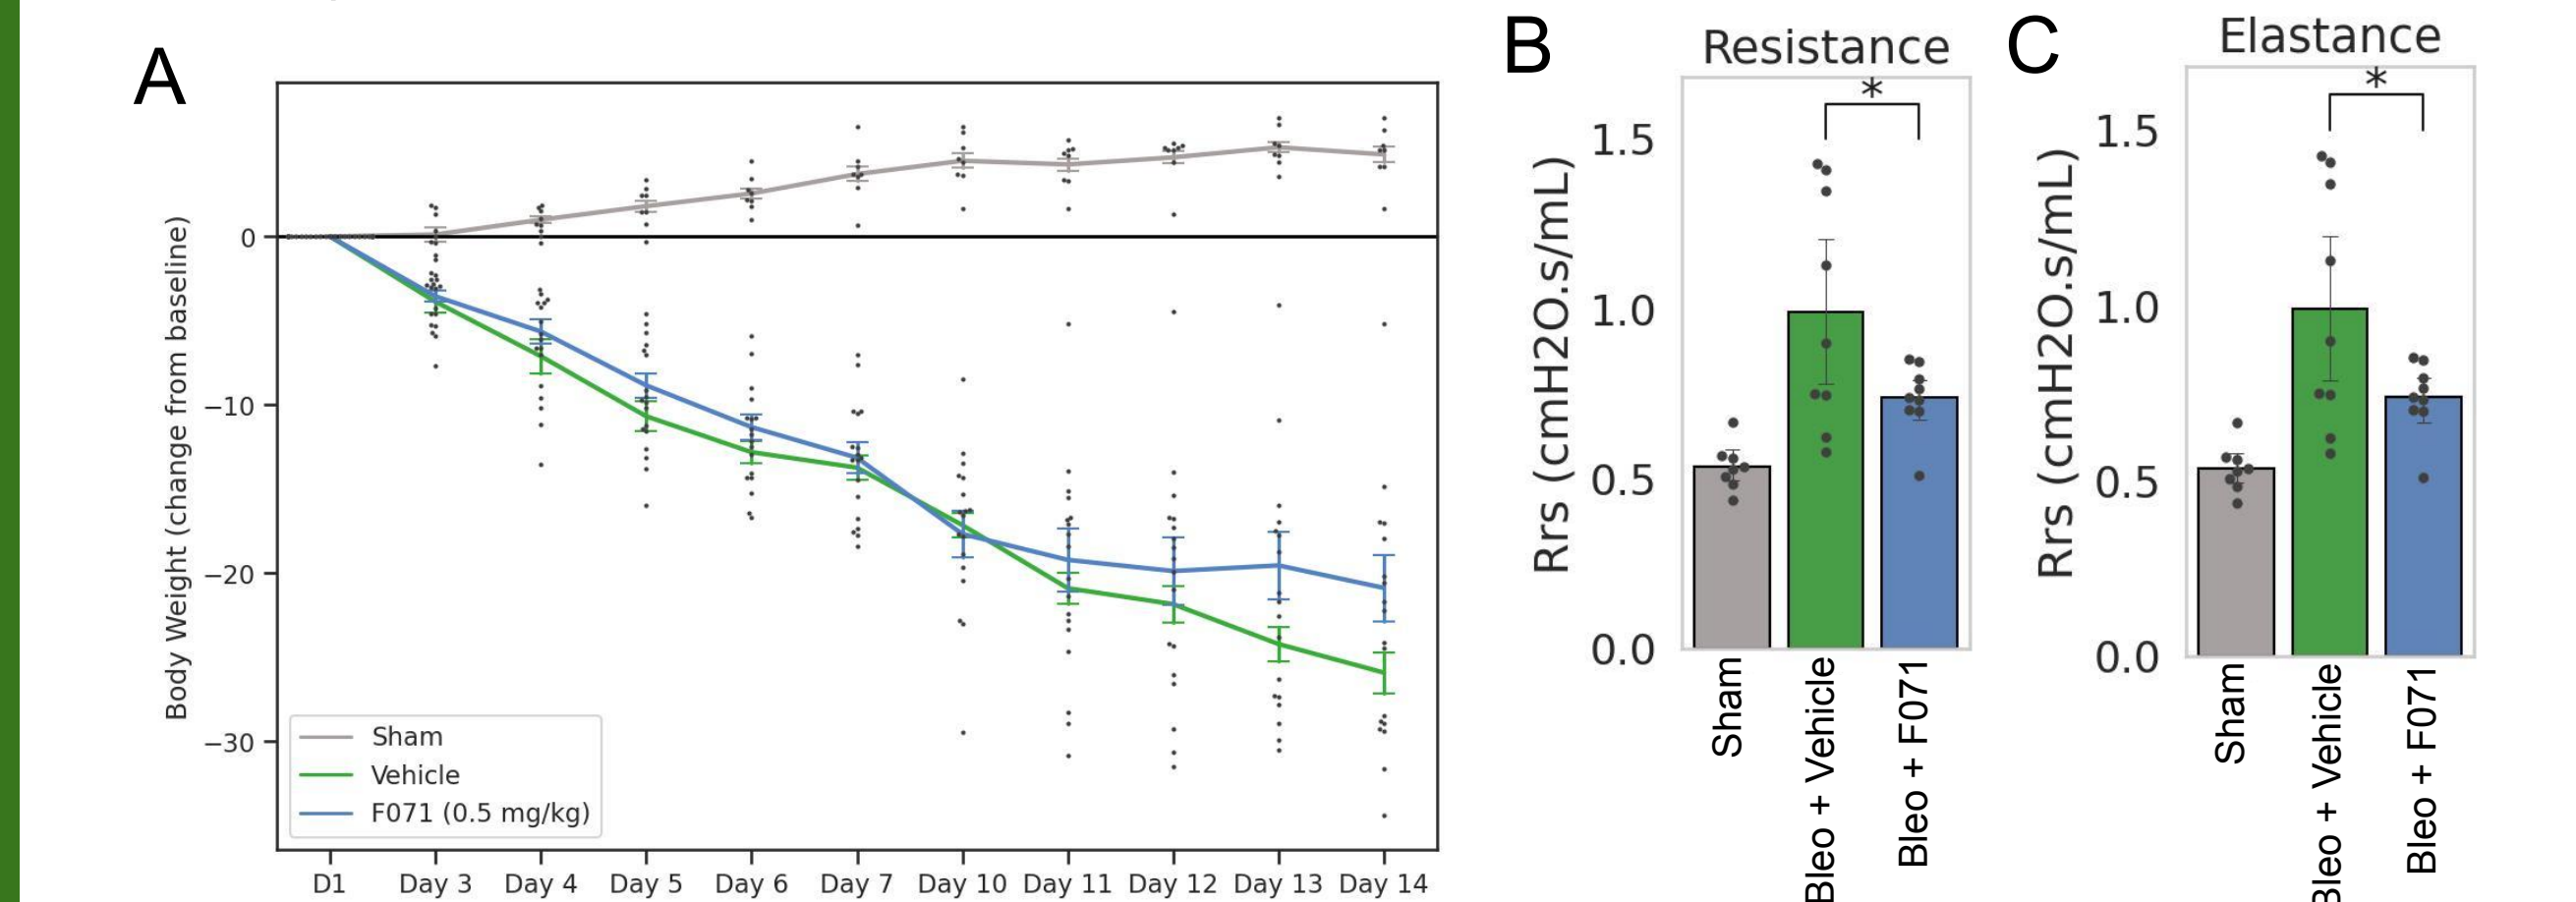 A
Body Weight (change from baseline)
0
−10
−20
−30
Sham
Vehicle
F071 (0.5 mg/kg)
D1 Day 3 Day 4 Day 5 Day 6 Day 7 Day 10 Day 11 Day 12 Day 13 Day 14
B
Resistance
*
Rrs (cmH2O.s/mL)
1.5
1.0
0.5
0.0
Sham
Bleo + Vehicle
Bleo + F071
C
Elastance
*
Rrs (cmH2O.s/mL)
1.5
1.0
0.5
0.0
Sham
Bleo + Vehicle
Bleo + F071